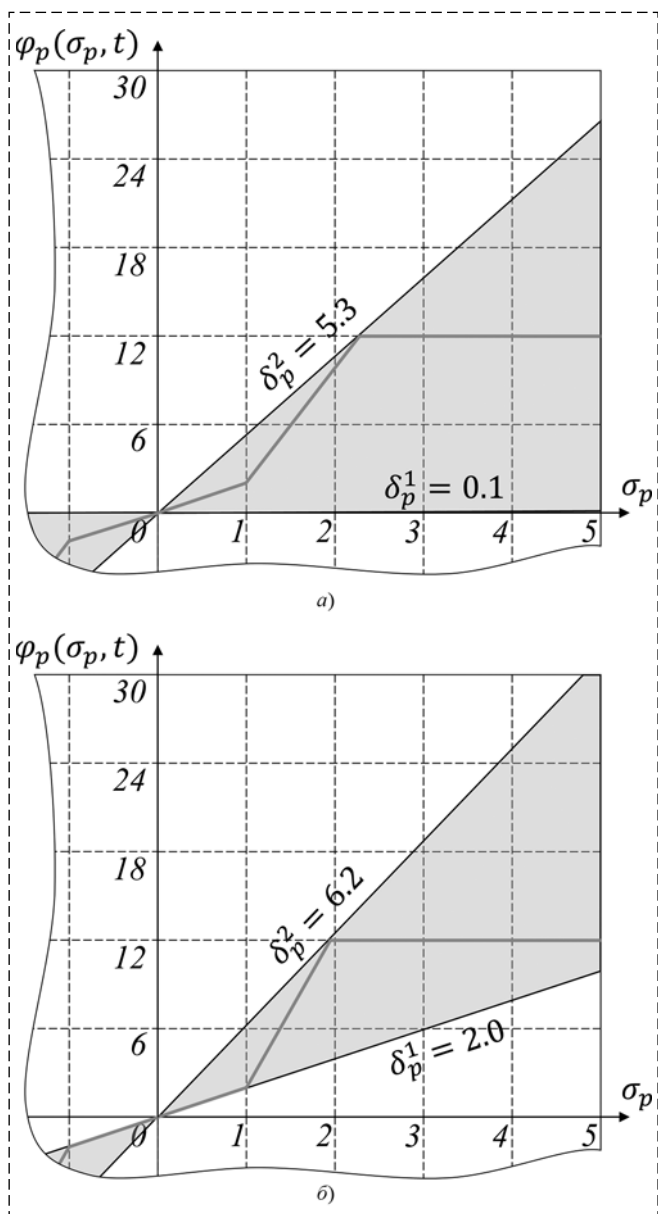 φₚ(σₚ, t)
30
24
18
12
6
δₚ² = 5.3
δₚ¹ = 0.1
σₚ
0 1 2 3 4 5
а)
φₚ(σₚ, t)
30
24
18
12
6
δₚ² = 6.2
δₚ¹ = 2.0
σₚ
0 1 2 3 4 5
б)